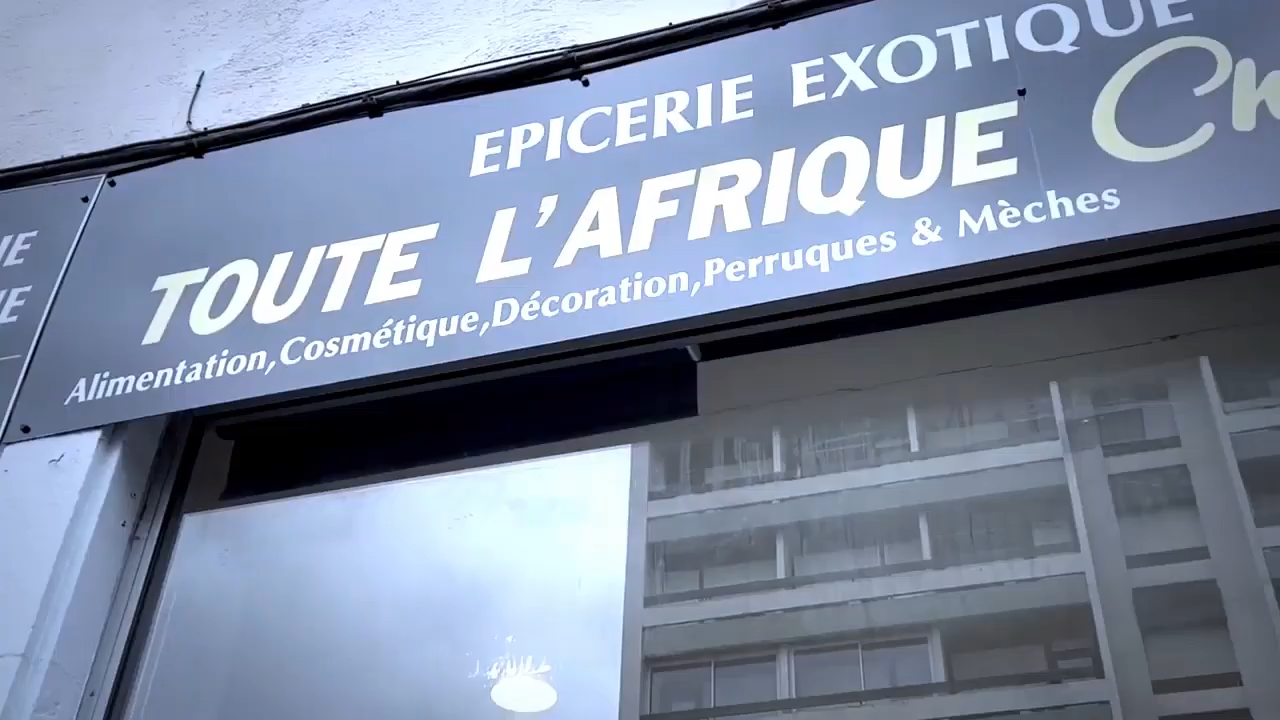 EPICERIE EXOTIQUE
TOUTE L'AFRIQUE
Alimentation,Cosmétique,Décoration,Perruques & Mèches